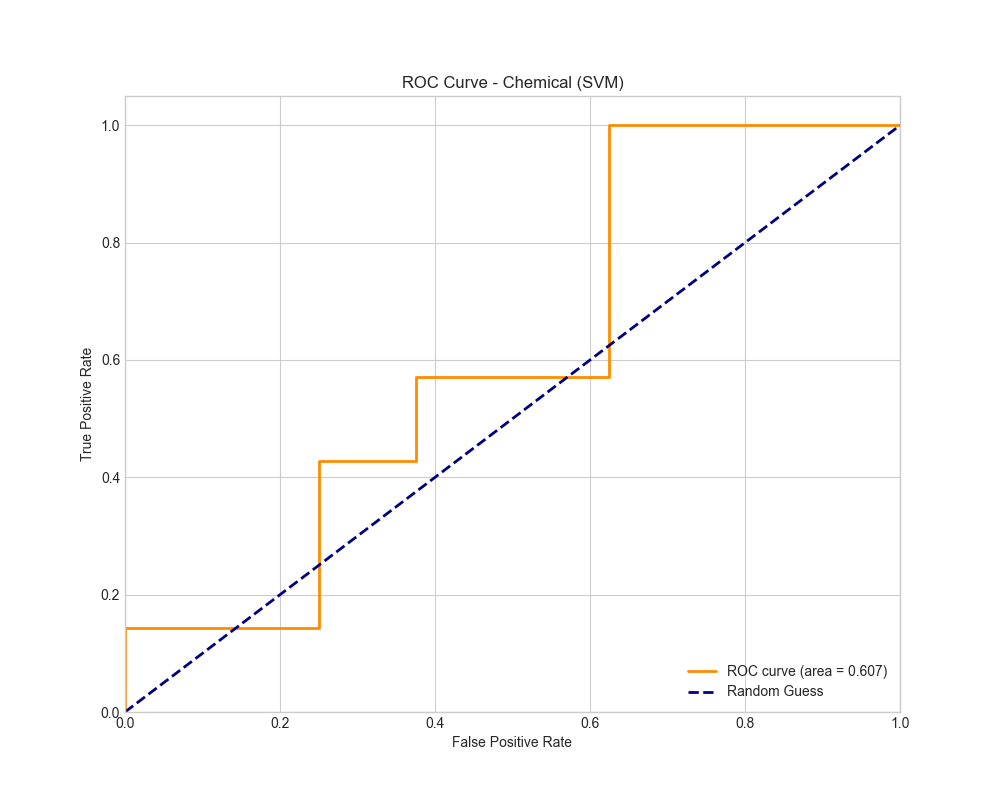 ROC Curve - Chemical (SVM)
True Positive Rate
1.0
0.8
0.6
0.4
0.2
0.0
0.0 0.2 0.4 0.6 0.8 1.0
False Positive Rate
ROC curve (area = 0.607)
Random Guess